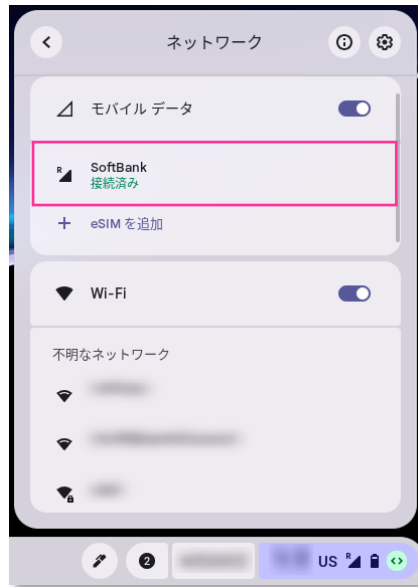 ネットワーク
モバイル データ
R
SoftBank
接続済み
eSIM を追加
Wi-Fi
不明なネットワーク
2
US
R